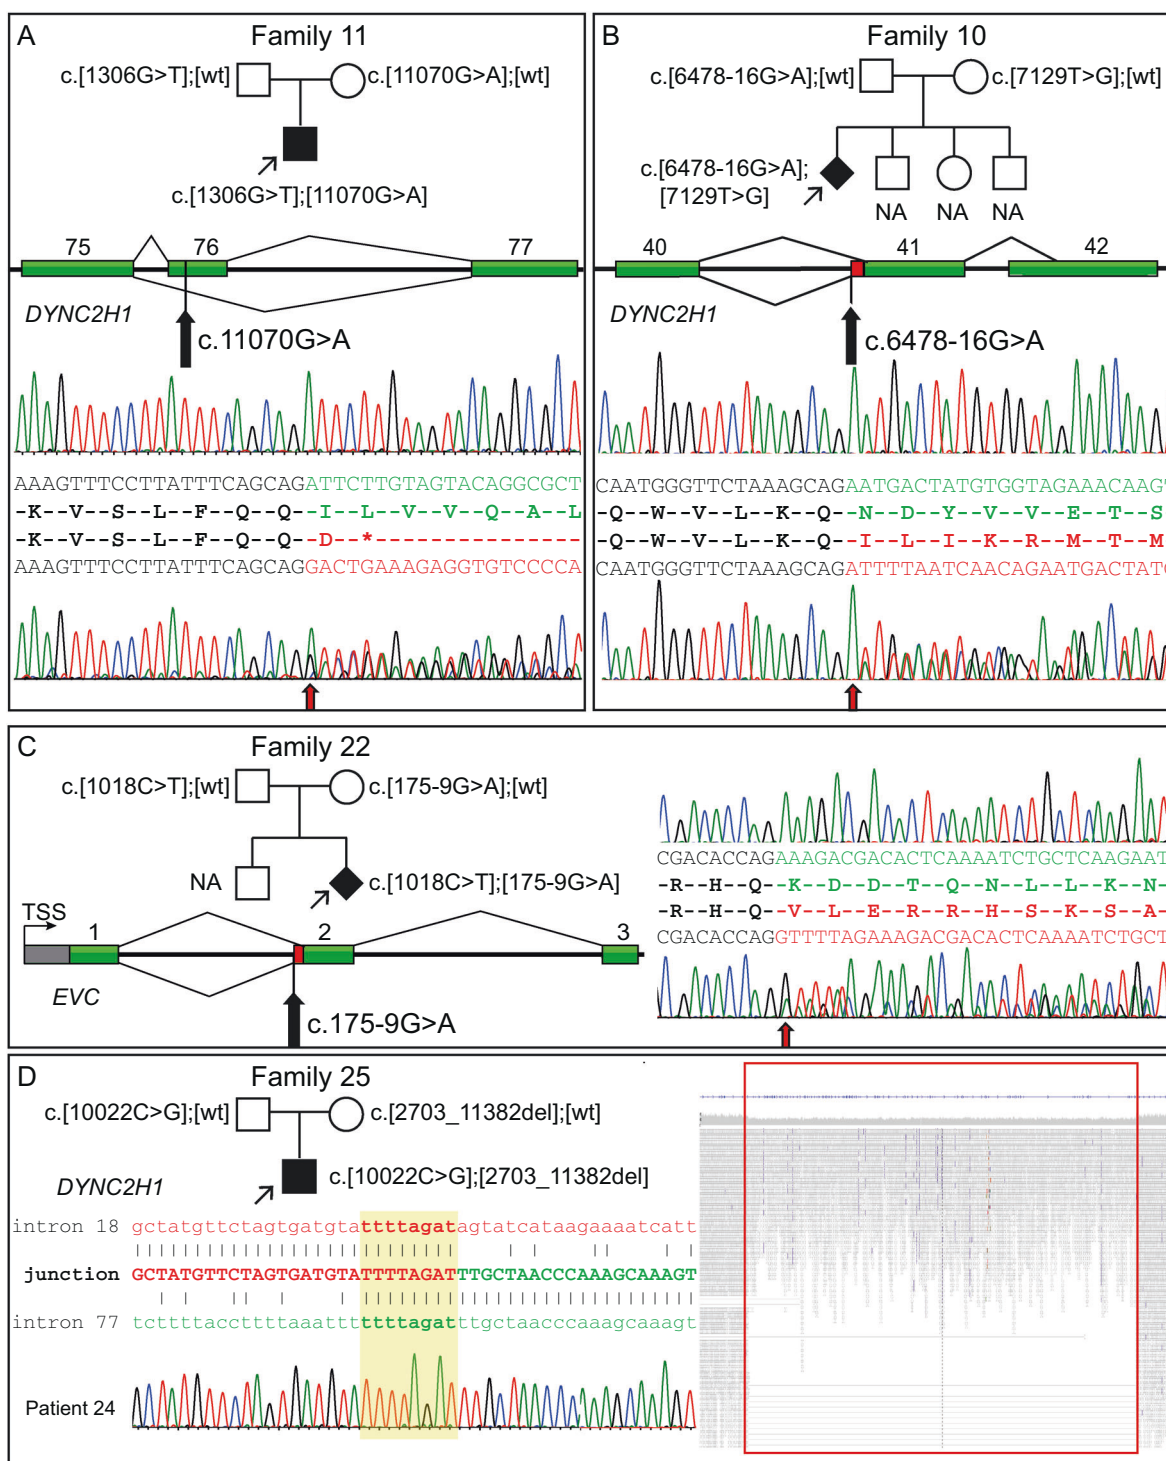 A
Family 11
c.[1306G>T];[wt]
c.[11070G>A];[wt]
c.[1306G>T];[11070G>A]
75
76
77
DYNC2H1
c.11070G>A
AAAGTTTCCTTATTTCAGCAGATTCTTGTAGTACAGGCGCT
-K--V--S--L--F--Q--Q--I--L--V--V--Q--A--L
-K--V--S--L--F--Q--Q--D--*---------------
AAAGTTTCCTTATTTCAGCAGGACTGAAAGAGGTGTCCCCA
B
Family 10
c.[6478-16G>A];[wt]
c.[7129T>G];[wt]
c.[6478-16G>A];
[7129T>G]
NA
NA
NA
40
41
42
DYNC2H1
c.6478-16G>A
CAATGGGTTCTAAAGCAGAATGACTATGTGGTAGAAACAAGT
-Q--W--V--L--K--Q--N--D--Y--V--V--E--T--S
-Q--W--V--L--K--Q--I--L--I--K--R--M--T--M
CAATGGGTTCTAAAGCAGATTTTTAATCAACAGAATGACTATG
C
Family 22
c.[1018C>T];[wt]
c.[175-9G>A];[wt]
NA
c.[1018C>T];[175-9G>A]
TSS
1
2
3
EVC
c.175-9G>A
CGACACCAGAAAGACGACACTCAAAATCTGCTCAAGAAT
-R--H--Q--K--D--D--T--Q--N--L--L--K--N-
-R--H--Q--V--L--E--R--R--H--S--K--S--A-
CGACACCAGGTTTTAGAAAGACGACACTCAAAATCTGCT
D
Family 25
c.[10022C>G];[wt]
c.[2703_11382del];[wt]
DYNC2H1
c.[10022C>G];[2703_11382del]
intron 18 gctatgttctagtgatgtattttagatagtatcataagaaaatcatt
junction GCTATGTTCTAGTGATGTATTTTAGATTTGCTAACCCAAAGCAAAGT
intron 77 tcttttaccttttaaatttttttagatttgctaacccaaagcaaagt
Patient 24